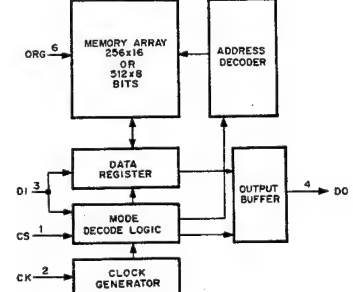 MEMORY ARRAY
256x16
OR
512x8
BITS
ADDRESS
DECODER
ORG 6
DATA
REGISTER
DI 3
MODE
DECODE LOGIC
CS 1
OUTPUT
BUFFER
4 DO
CK 2
CLOCK
GENERATOR